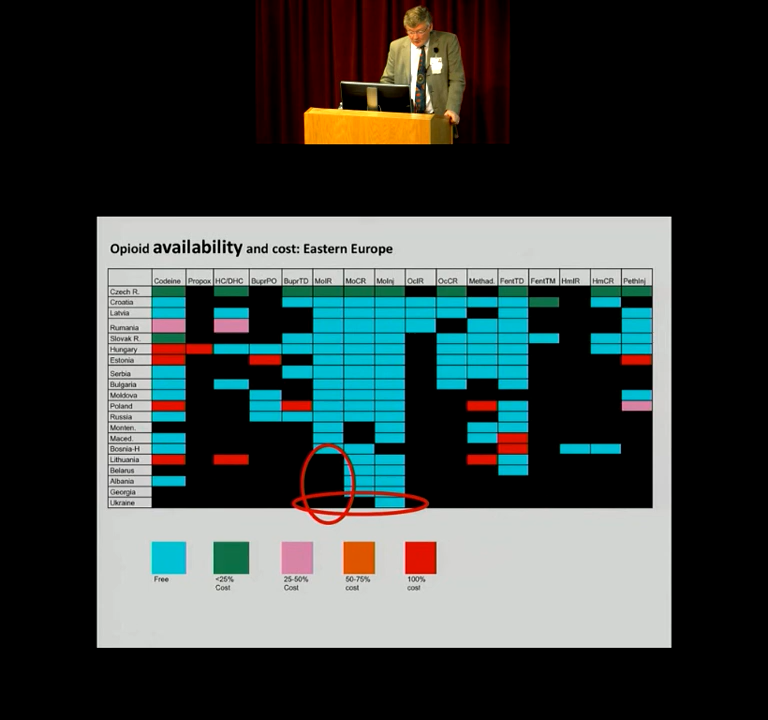 Opioid availability and cost: Eastern Europe
Codeine Propox HC/DHC BuprPO BuprTD MoIR MoCR MoInj OcIR OcCR Methad. FentTD FentTM HmIR HmCR PethInj
Czech R.
Croatia
Latvia
Rumania
Slovak R.
Hungary
Estonia
Serbia
Bulgaria
Moldova
Poland
Russia
Monten.
Maced.
Bosnia-H
Lithuania
Belarus
Albania
Georgia
Ukraine
Free <25% 25-50% 50-75% 100%
Cost Cost cost cost